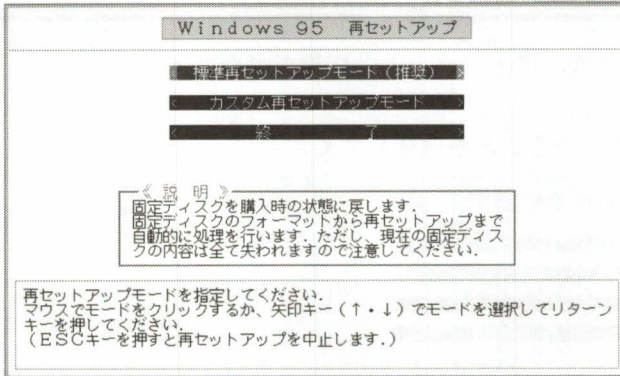 Windows 95 再セットアップ
標準再セットアップモード（推奨）
カスタム再セットアップモード
終 了
《 説 明 》
固定ディスクを購入時の状態に戻します．
固定ディスクのフォーマットから再セットアップまで
自動的に処理を行います．ただし，現在の固定ディス
クの内容は全て失われますので注意してください．
再セットアップモードを指定してください．
マウスでモードをクリックするか、矢印キー（↑・↓）でモードを選択してリターン
キーを押してください．
（ESCキーを押すと再セットアップを中止します．）